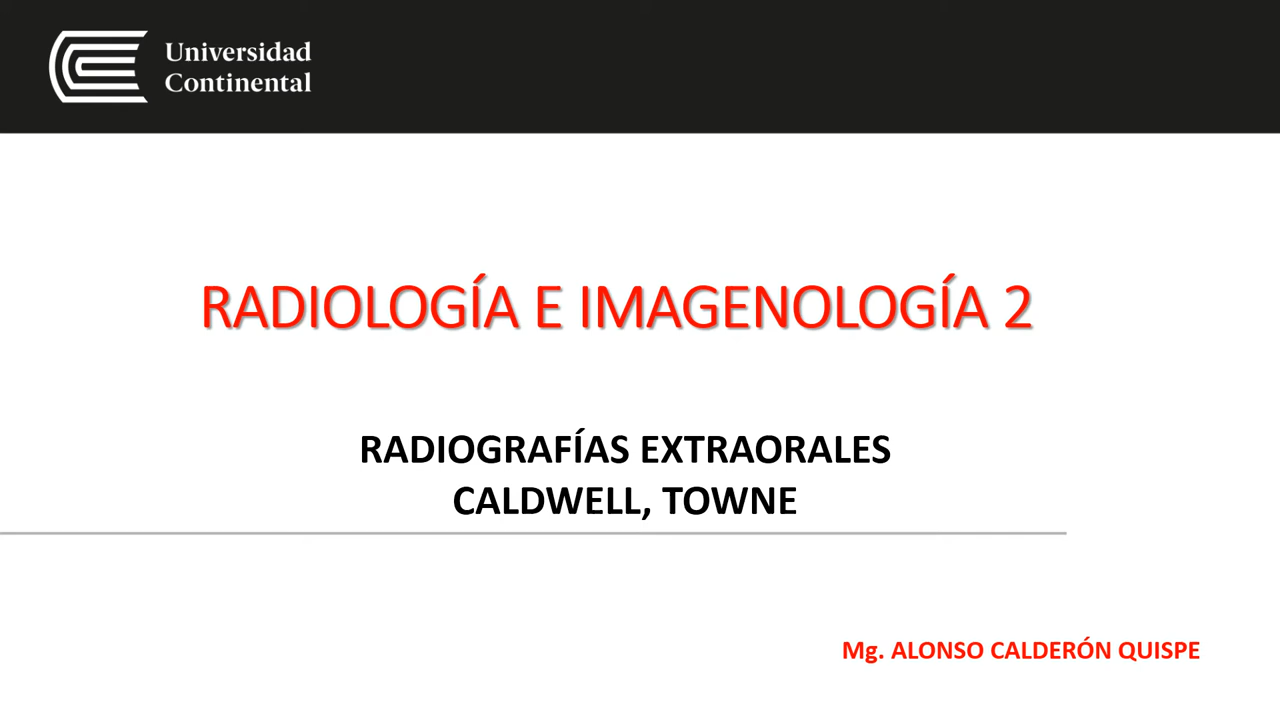 Universidad
Continental
RADIOLOGÍA E IMAGENOLOGÍA 2
RADIOGRAFÍAS EXTRAORALES
CALDWELL, TOWNE
Mg. ALONSO CALDERÓN QUISPE